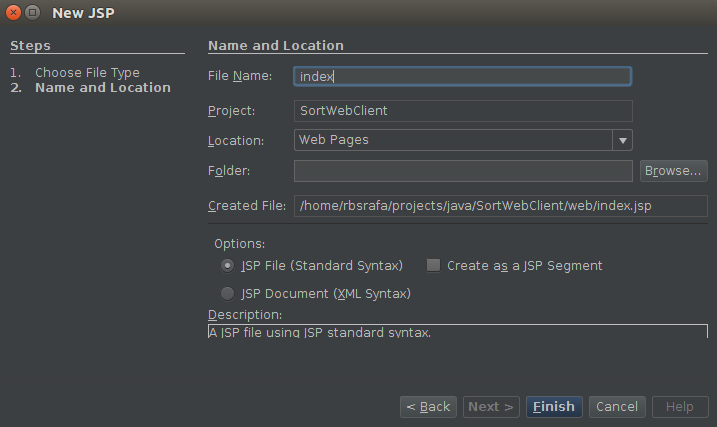 New JSP
Steps
1. Choose File Type
2. Name and Location
Name and Location
File Name: index
Project: SortWebClient
Location: Web Pages
Folder: Browse...
Created File: /home/rbsrafa/projects/java/SortWebClient/web/index.jsp
Options:
JSP File (Standard Syntax) Create as a JSP Segment
JSP Document (XML Syntax)
Description:
A JSP file using JSP standard syntax.
< Back Next > Finish Cancel Help